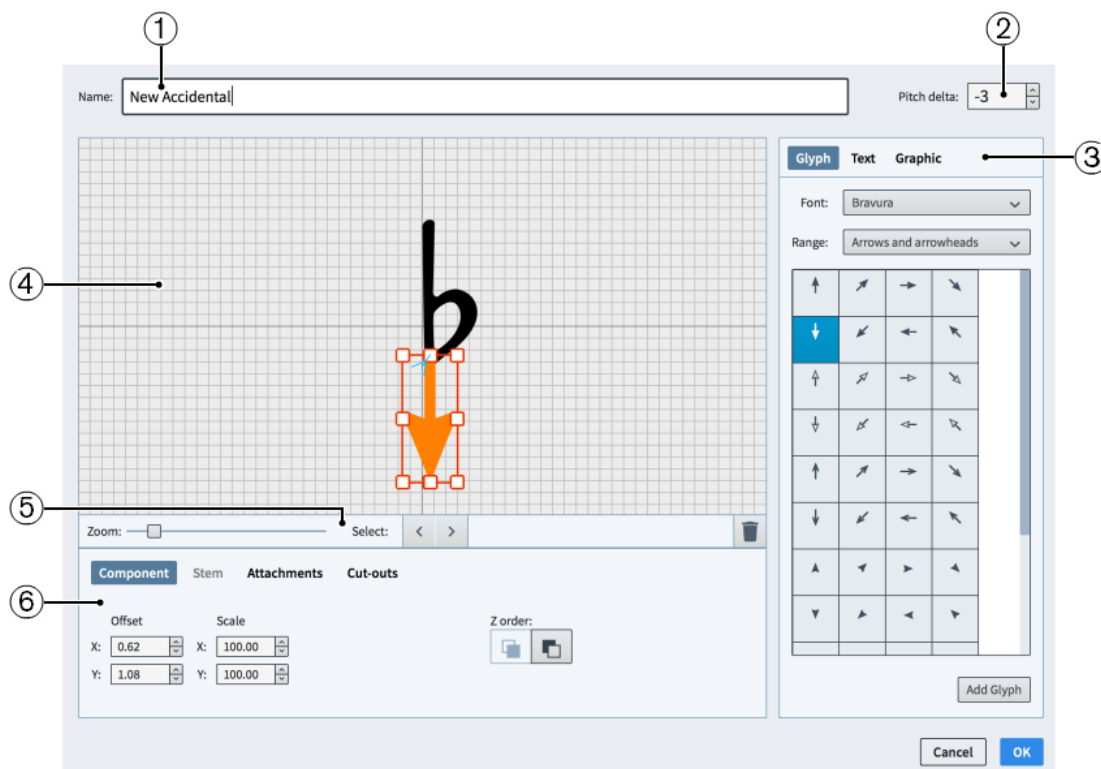 1
2
Name: New Accidental Pitch delta: -3
3
Glyph Text Graphic
Font: Bravura
Range: Arrows and arrowheads
4
5
Zoom: Select: < >
Component Stem Attachments Cut-outs
6
Offset Scale Z order:
X: 0.62 X: 100.00
Y: 1.08 Y: 100.00
Add Glyph
Cancel OK